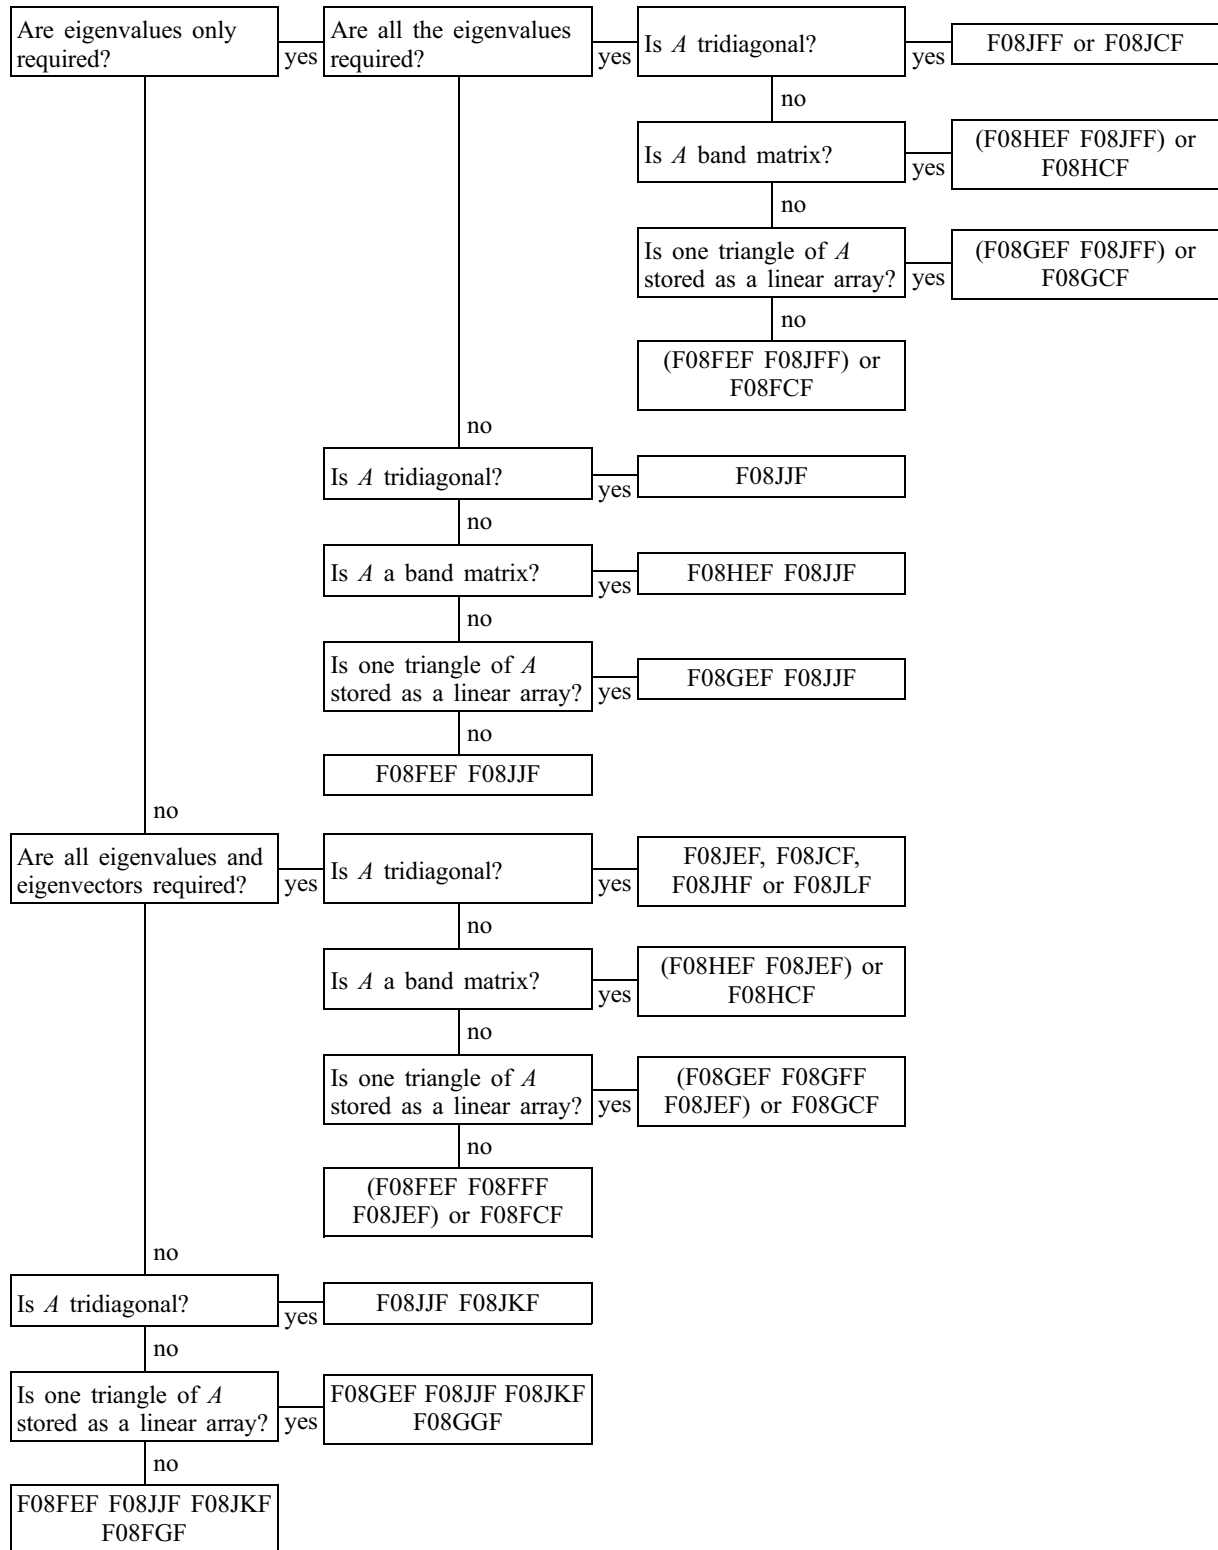 Are eigenvalues only
required?
yes
Are all the eigenvalues
required?
yes
Is A tridiagonal?
yes
F08JFF or F08JCF
no
Is A band matrix?
yes
(F08HEF F08JFF) or
F08HCF
no
Is one triangle of A
stored as a linear array?
yes
(F08GEF F08JFF) or
F08GCF
no
(F08FEF F08JFF) or
F08FCF
no
Is A tridiagonal?
yes
F08JJF
no
Is A a band matrix?
yes
F08HEF F08JJF
no
Is one triangle of A
stored as a linear array?
yes
F08GEF F08JJF
no
F08FEF F08JJF
no
Are all eigenvalues and
eigenvectors required?
yes
Is A tridiagonal?
yes
F08JEF, F08JCF,
F08JHF or F08JLF
no
Is A a band matrix?
yes
(F08HEF F08JEF) or
F08HCF
no
Is one triangle of A
stored as a linear array?
yes
(F08GEF F08GFF
F08JEF) or F08GCF
no
(F08FEF F08FFF
F08JEF) or F08FCF
no
Is A tridiagonal?
yes
F08JJF F08JKF
no
Is one triangle of A
stored as a linear array?
yes
F08GEF F08JJF F08JKF
F08GGF
no
F08FEF F08JJF F08JKF
F08FGF